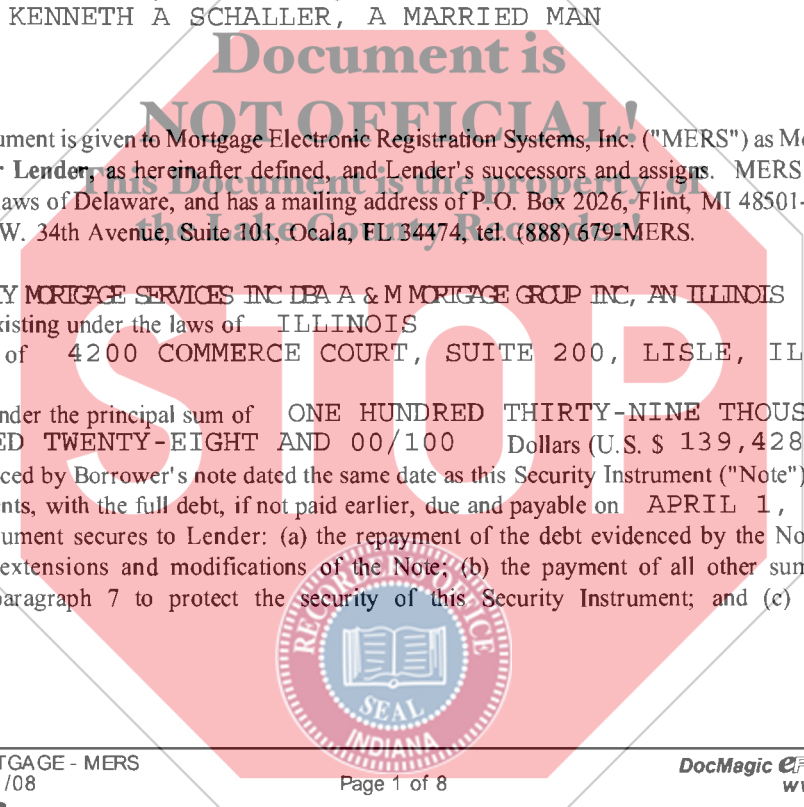 KENNETH A SCHALLER, A MARRIED MAN
Document is
NOT OFFICIAL!
ument is given to Mortgage Electronic Registration Systems, Inc. ("MERS") as Mo
r Lender, as hereinafter defined, and Lender's successors and assigns. MERS
This Document is the property of
aws of Delaware, and has a mailing address of P.O. Box 2026, Flint, MI 48501-
the Lake County Recorder!
W. 34th Avenue, Suite 101, Ocala, FL 34474, tel. (888) 679-MERS.
Y MORTGAGE SERVICES INC DBA A & M MORTGAGE GROUP INC, AN ILLINOIS
xisting under the laws of ILLINOIS
of 4200 COMMERCE COURT, SUITE 200, LISLE, IL
STOP
nder the principal sum of ONE HUNDRED THIRTY-NINE THOUS
ED TWENTY-EIGHT AND 00/100 Dollars (U.S. $ 139,428
ced by Borrower's note dated the same date as this Security Instrument ("Note")
nts, with the full debt, if not paid earlier, due and payable on APRIL 1,
ument secures to Lender: (a) the repayment of the debt evidenced by the No
extensions and modifications of the Note; (b) the payment of all other sum
paragraph 7 to protect the security of this Security Instrument; and (c)
RECORDER'S OFFICE
SEAL
INDIANA
TGAGE - MERS
/08
Page 1 of 8
DocMagic eF